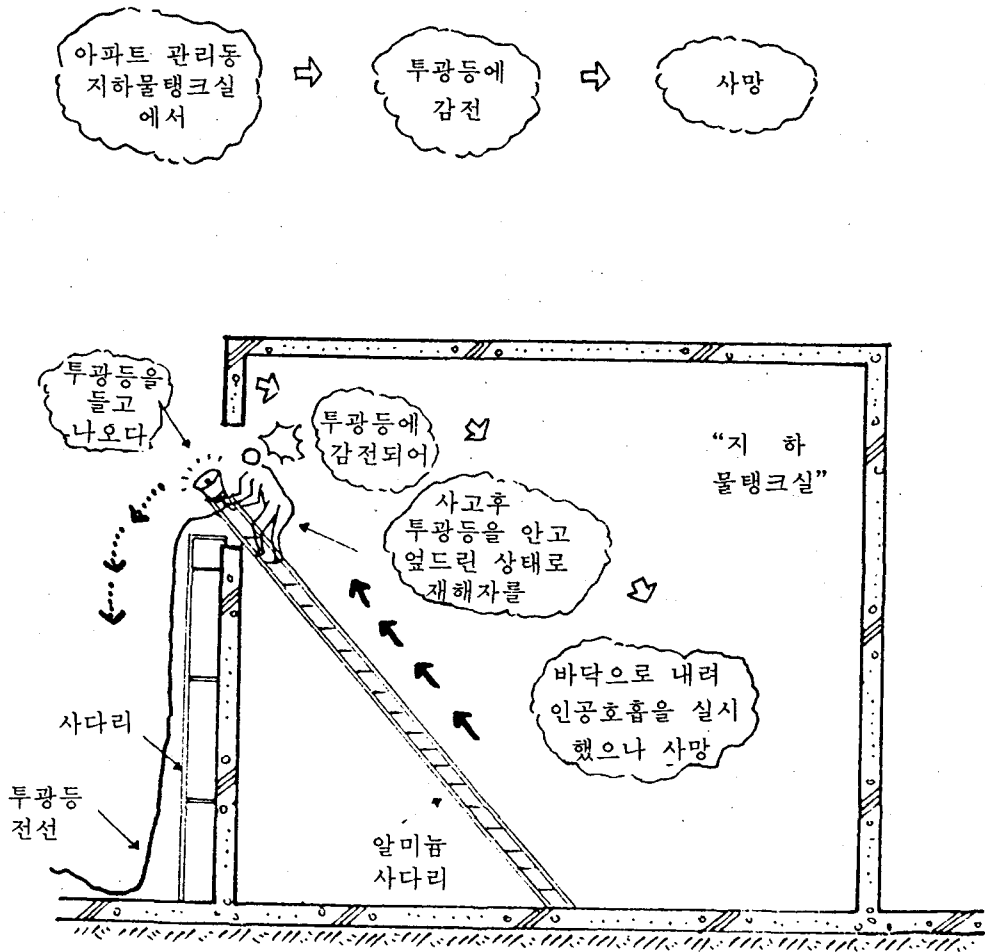 아파트 관리동
지하물탱크실
에서
투광등에
감전
사망
투광등을
들고
나오다
투광등에
감전되어
사고후
투광등을 안고
엎드린 상태로
재해자를
바닥으로 내려
인공호흡을 실시
했으나 사망
“지 하
물탱크실”
사다리
투광등
전선
알미늄
사다리